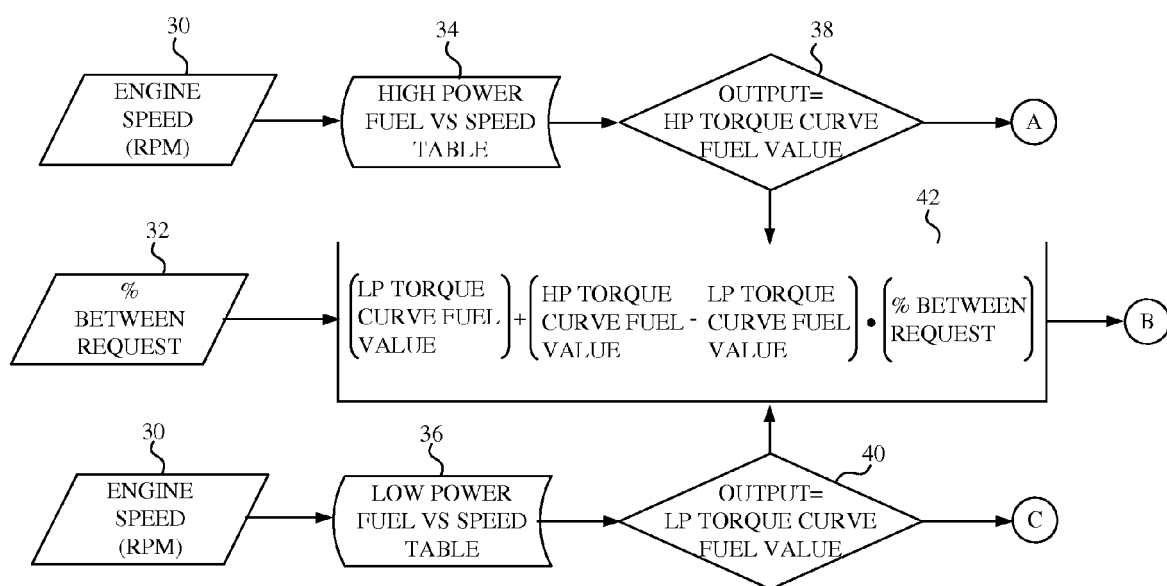 30
34
38
ENGINE
SPEED
(RPM)
HIGH POWER
FUEL VS SPEED
TABLE
OUTPUT=
HP TORQUE CURVE
FUEL VALUE
A
32
42
%
BETWEEN
REQUEST
LP TORQUE
CURVE FUEL
VALUE
+
HP TORQUE
CURVE FUEL
VALUE
-
LP TORQUE
CURVE FUEL
VALUE
•
% BETWEEN
REQUEST
B
30
36
40
ENGINE
SPEED
(RPM)
LOW POWER
FUEL VS SPEED
TABLE
OUTPUT=
LP TORQUE CURVE
FUEL VALUE
C